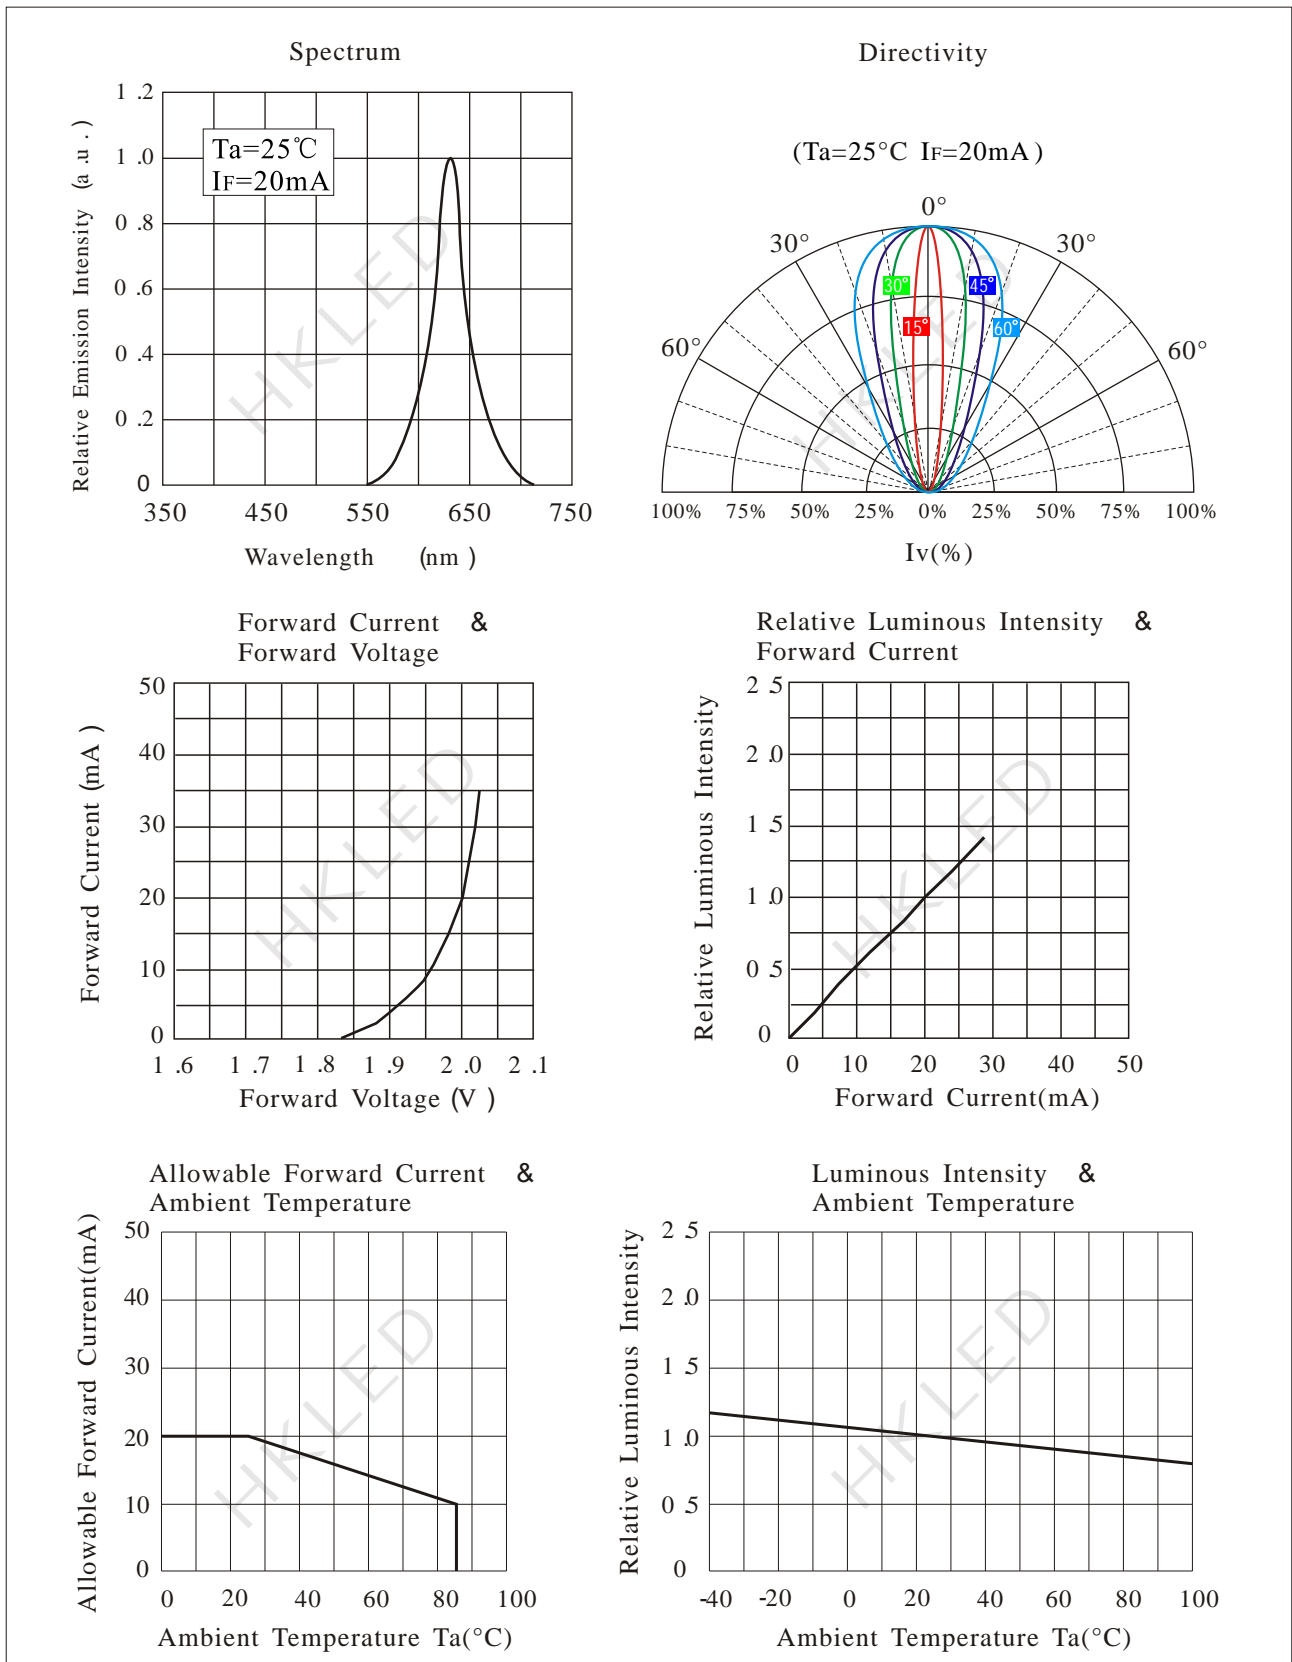 Spectrum
Relative Emission Intensity (a.u.)
1.2
1.0
0.8
0.6
0.4
0.2
0
Ta=25℃
IF=20mA
350 450 550 650 750
Wavelength (nm)
HKLED
Directivity
(Ta=25°C IF=20mA)
0°
30° 30°
60° 60°
30° 45°
15° 60°
100% 75% 50% 25% 0% 25% 50% 75% 100%
Iv(%)
HKLED
Forward Current &
Forward Voltage
Forward Current (mA)
50
40
30
20
10
0
1.6 1.7 1.8 1.9 2.0 2.1
Forward Voltage (V)
HKLED
Relative Luminous Intensity &
Forward Current
Relative Luminous Intensity
2 5
2.0
1 5
1.0
0 5
0
0 10 20 30 40 50
Forward Current(mA)
HKLED
Allowable Forward Current &
Ambient Temperature
Allowable Forward Current(mA)
50
40
30
20
10
0
0 20 40 60 80 100
Ambient Temperature Ta(°C)
HKLED
Luminous Intensity &
Ambient Temperature
Relative Luminous Intensity
2 5
2.0
1 5
1.0
0 5
0
-40 -20 0 20 40 60 80 100
Ambient Temperature Ta(°C)
HKLED